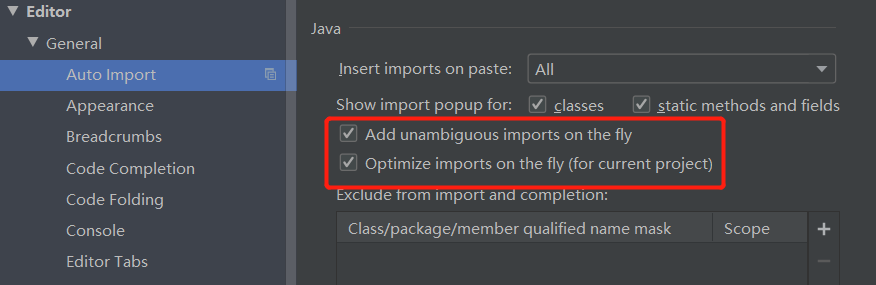 Editor
General
Auto Import
Appearance
Breadcrumbs
Code Completion
Code Folding
Console
Editor Tabs
Java
Insert imports on paste: All
Show import popup for: classes static methods and fields
Add unambiguous imports on the fly
Optimize imports on the fly (for current project)
Exclude from import and completion:
Class/package/member qualified name mask Scope